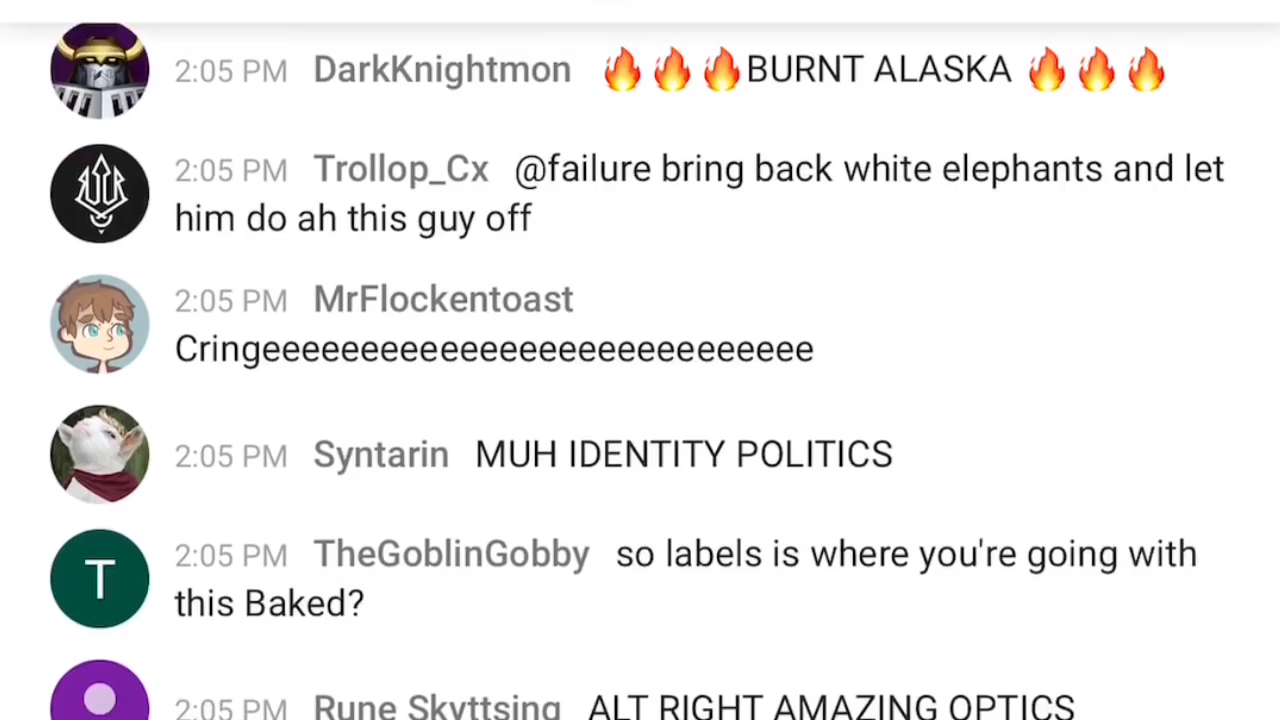 2:05 PM DarkKnightmon 🔥🔥🔥BURNT ALASKA 🔥🔥🔥
2:05 PM Trollop_Cx @failure bring back white elephants and let
him do ah this guy off
2:05 PM MrFlockentoast
Cringeeeeeeeeeeeeeeeeeeeeeeeeeeee
2:05 PM Syntarin MUH IDENTITY POLITICS
T 2:05 PM TheGoblinGobby so labels is where you're going with
this Baked?
2:05 PM Rune Skyttsing ALT RIGHT AMAZING OPTICS